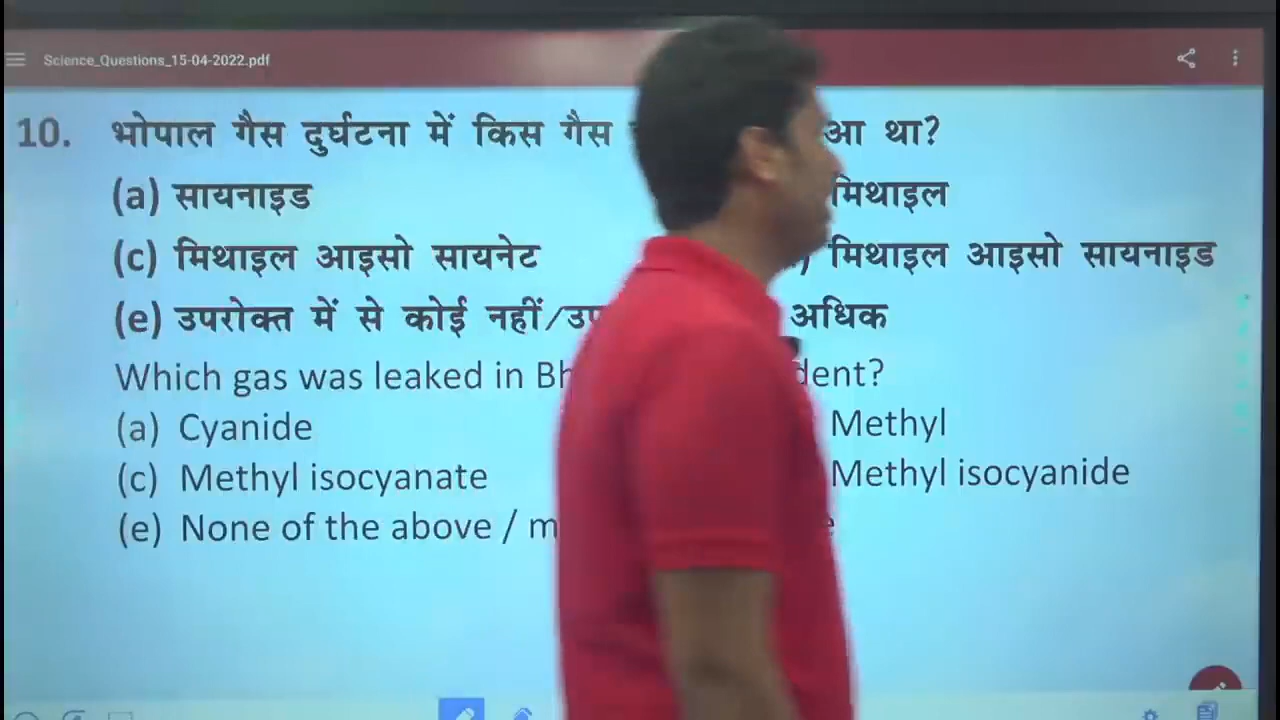 Science_Questions_15-04-2022.pdf
10. भोपाल गैस दुर्घटना में किस गैस था?
(a) सायनाइड मिथाइल
(c) मिथाइल आइसो सायनेट मिथाइल आइसो सायनाइड
(e) उपरोक्त में से कोई नहीं/ अधिक
Which gas was leaked in
(a) Cyanide Methyl
(c) Methyl isocyanate Methyl isocyanide
(e) None of the above /